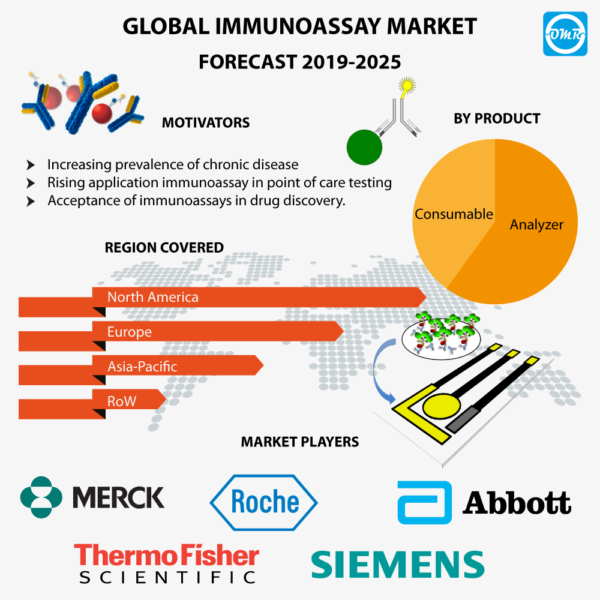 GLOBAL IMMUNOASSAY MARKET
FORECAST 2019-2025
OMR
MOTIVATORS
Increasing prevalence of chronic disease
Rising application immunoassay in point of care testing
Acceptance of immunoassays in drug discovery.
BY PRODUCT
Consumable
Analyzer
REGION COVERED
North America
Europe
Asia-Pacific
RoW
MARKET PLAYERS
MERCK
Roche
Abbott
ThermoFisher
SCIENTIFIC
SIEMENS